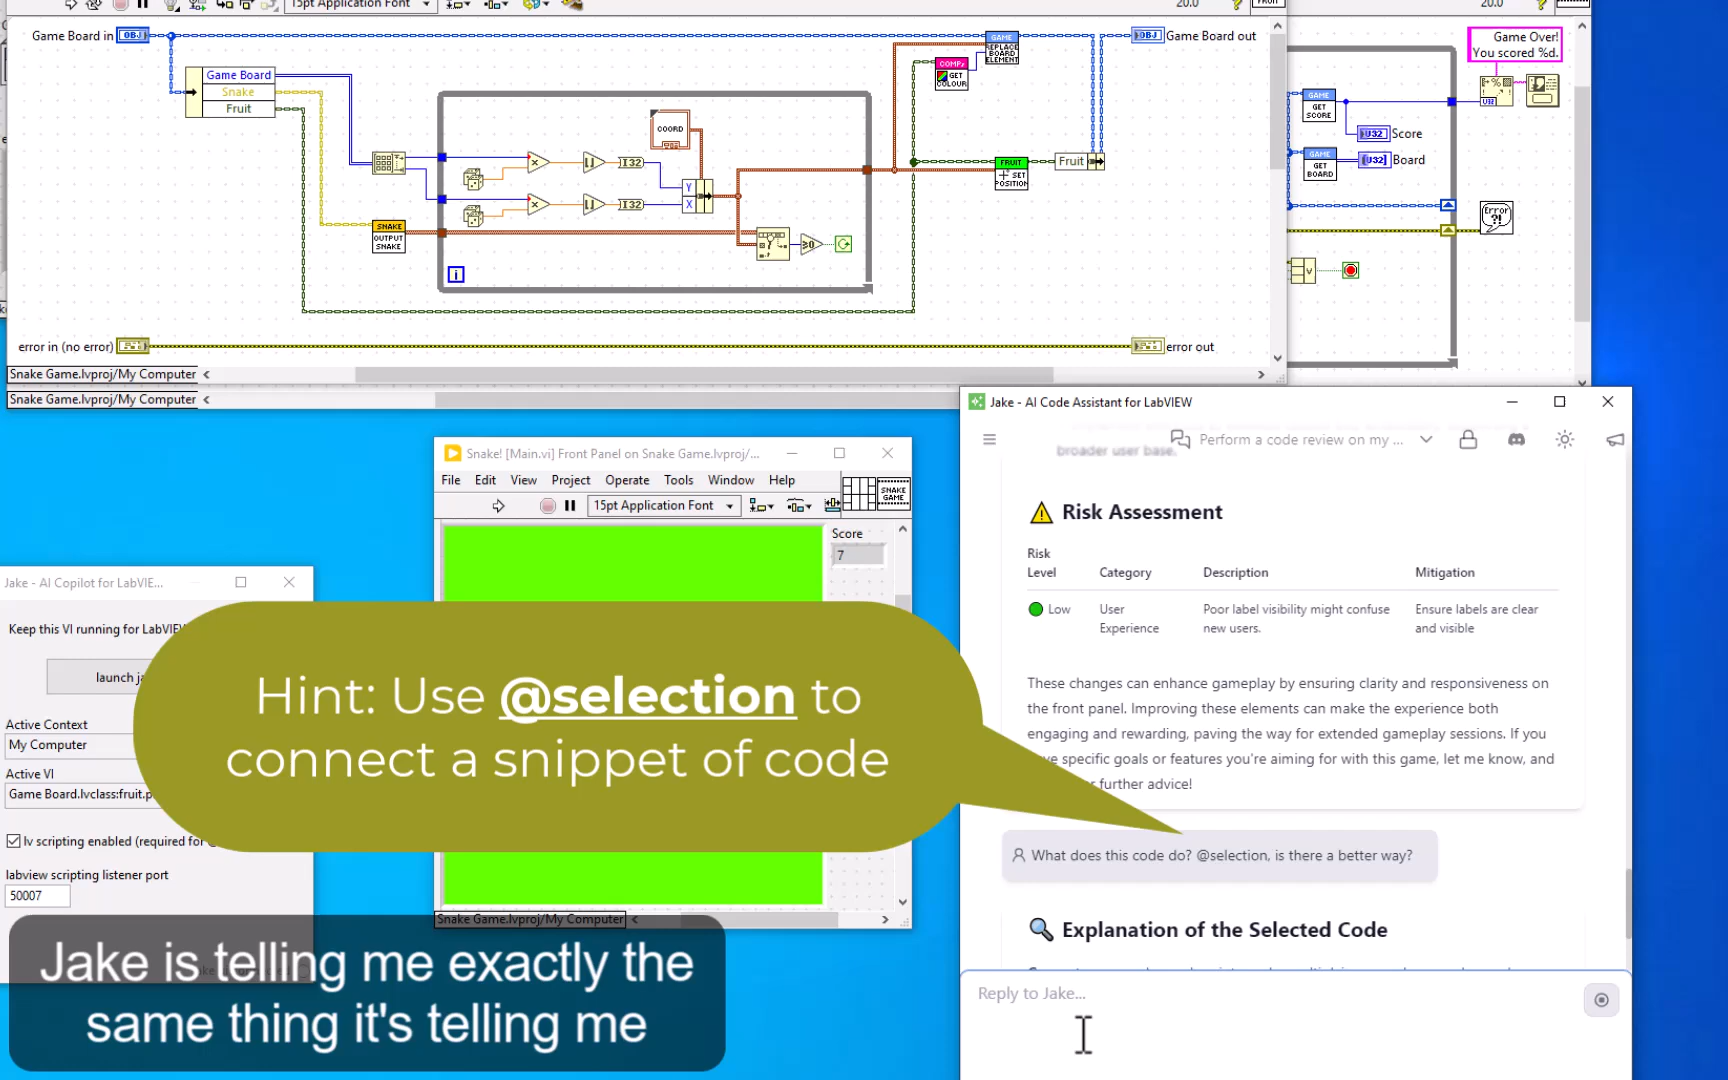 15pt Application Font
20.0
20.0
Game Board in
OBJ
Game Board
Snake
Fruit
SNAKE
OUTPUT
SNAKE
COORD
I32
I32
Y
X
i
≥0
COMP
GET
COLOUR
GAME
REPLACE
BOARD
ELEMENT
FRUIT
SET
POSITION
Fruit
OBJ
Game Board out
error in (no error)
error out
Snake Game.lvproj/My Computer
Snake Game.lvproj/My Computer
Game Over!
You scored %d.
U32
GAME
GET
SCORE
U32
Score
GAME
GET
BOARD
[U32]
Board
Error
?!
Snake! [Main.vi] Front Panel on Snake Game.lvproj/...
File Edit View Project Operate Tools Window Help
15pt Application Font
SNAKE
GAME
Score
7
Snake Game.lvproj/My Computer
Jake - AI Copilot for LabVIE...
Keep this VI running for LabVIE
launch j
Active Context
My Computer
Active VI
Game Board.lvclass:fruit.p
lv scripting enabled (required for
labview scripting listener port
50007
Hint: Use @selection to
connect a snippet of code
Jake is telling me exactly the
same thing it's telling me
Jake - AI Code Assistant for LabVIEW
Perform a code review on my ...
broader user base.
Risk Assessment
Risk
Level Category Description Mitigation
Low User
Experience
Poor label visibility might confuse
new users.
Ensure labels are clear
and visible
These changes can enhance gameplay by ensuring clarity and responsiveness on
the front panel. Improving these elements can make the experience both
engaging and rewarding, paving the way for extended gameplay sessions. If you
specific goals or features you're aiming for with this game, let me know, and
further advice!
What does this code do? @selection, is there a better way?
Explanation of the Selected Code
Reply to Jake...